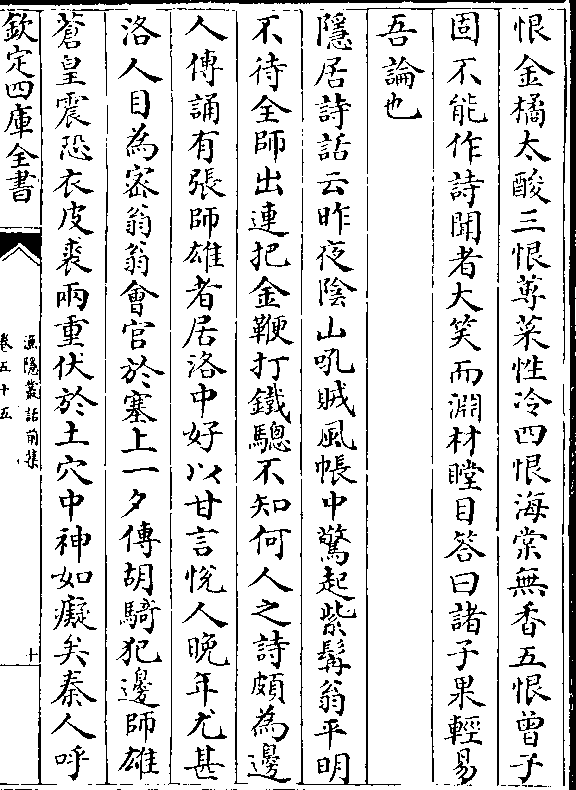 恨金橘太酸三恨蓴菜性冷四恨海棠無香五恨曾子
固不能作詩聞者大笑而淵材瞠目答曰諸子果輕易
吾論也
隱居詩話云昨夜陰山吼賊風帳中驚起紫髯翁平明
不待全師出連把金鞭打鐵驄不知何人之詩頗為邊
人傳誦有張師雄者居洛中好以甘言悅人晚年尤甚
洛人目為宻翁翁會官於塞上一夕傳胡騎犯邊師雄
蒼皇震恐衣皮裘兩重伏於土穴中神如癡矣秦人呼
欽定四庫全書
漁隱叢話前集
卷五十五
十